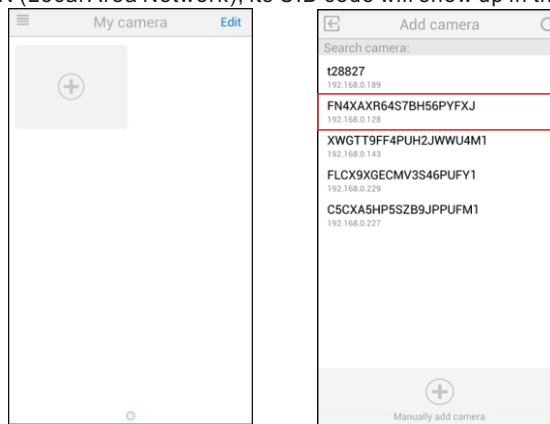 N (Local Area Network), its UID code will show up in th
My camera
Edit
Add camera
Search camera:
t28827
192.168.0.189
FN4XAXR64S7BH56PYFXJ
192.168.0.128
XWGTT9FF4PUH2JWWU4M1
192.168.0.143
FLCX9XGECMV3S46PUFY1
192.168.0.229
C5CXA5HP5SZB9JPPUFM1
192.168.0.227
Manually add camera